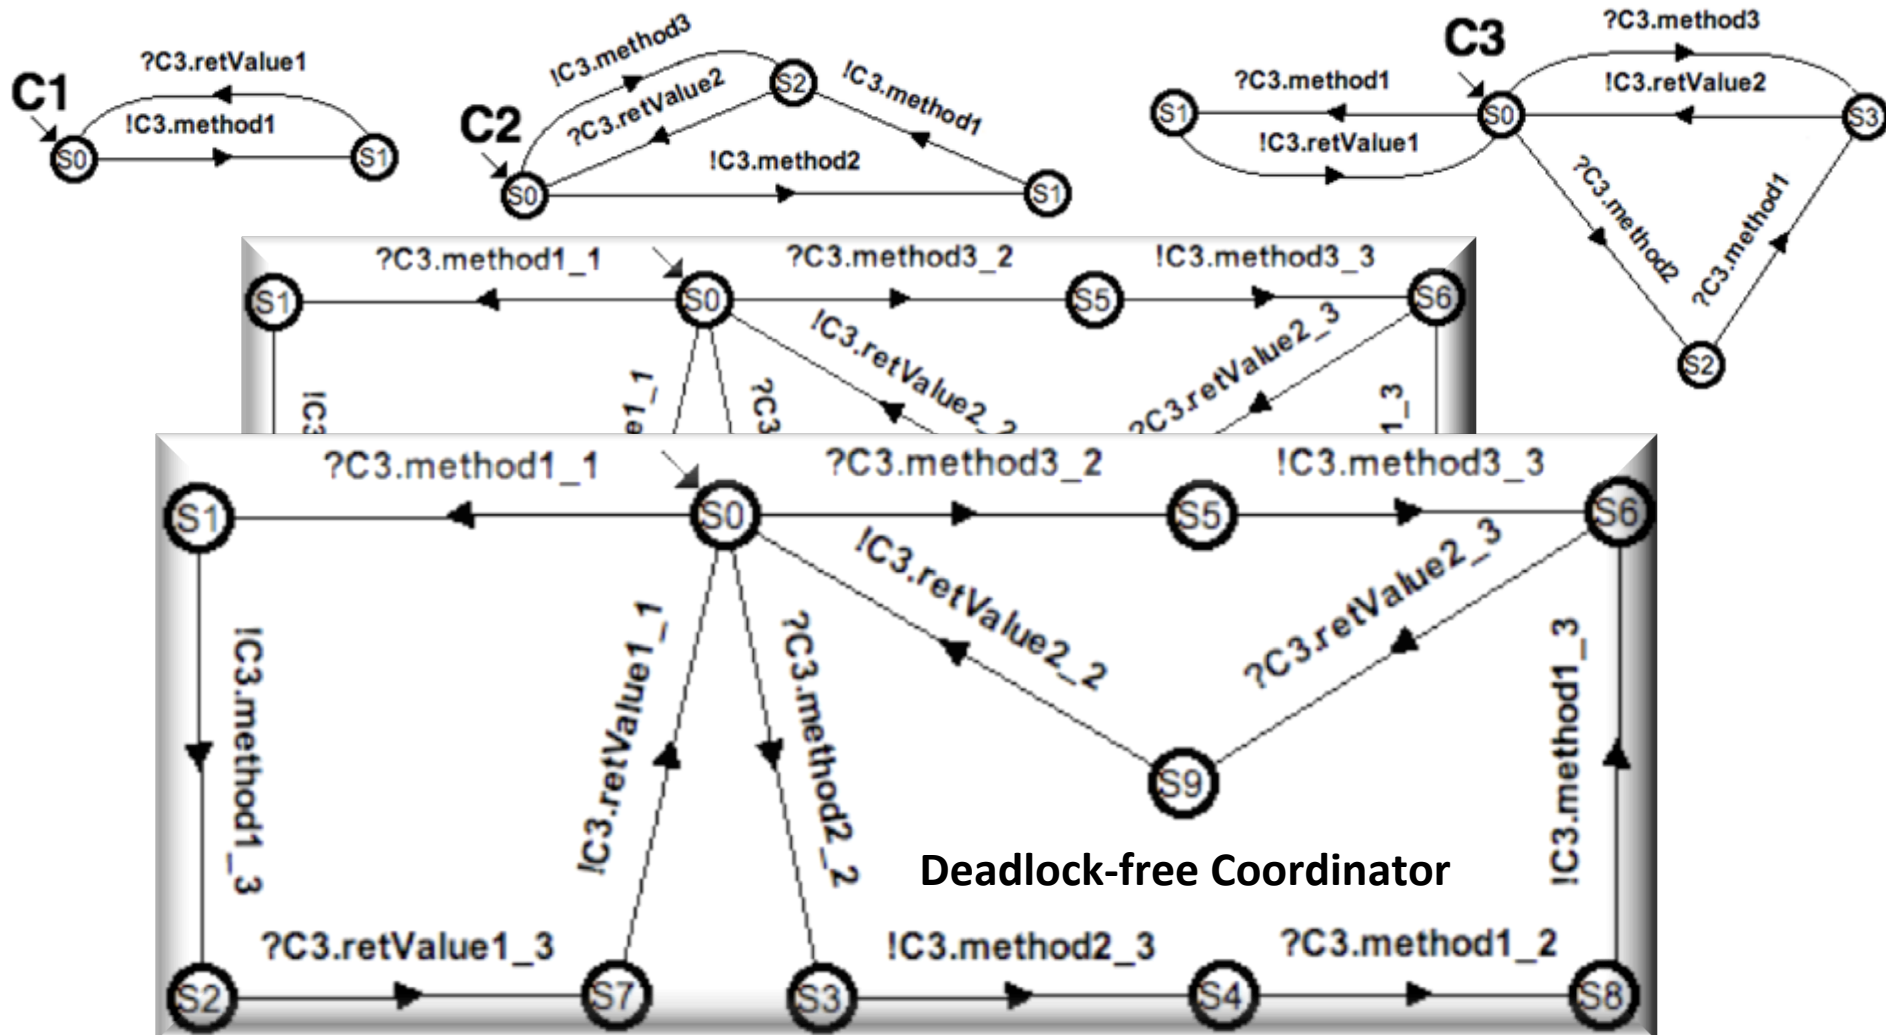 ?C3.retValue1
C1
!C3.method1
S0
S1
!C3.method3
S2
?C3.retValue2
!C3.method1
C2
!C3.method2
S0
S1
?C3.method3
C3
?C3.method1
!C3.retValue2
S1
S0
S3
!C3.retValue1
?C3.method2
?C3.method1
S2
?C3.method1_1
?C3.method3_2
!C3.method3_3
S1
S0
S5
S6
!C3.retValue2_2
?C3.retValue2_3
!C3
e1_1
?C3
1_3
?C3.method1_1
?C3.method3_2
!C3.method3_3
S1
S0
S5
S6
!C3.retValue2_2
?C3.retValue2_3
!C3.method1_3
!C3.retValue1_1
?C3.method2_2
!C3.method1_3
S9
Deadlock-free Coordinator
?C3.retValue1_3
!C3.method2_3
?C3.method1_2
S2
S7
S3
S4
S8